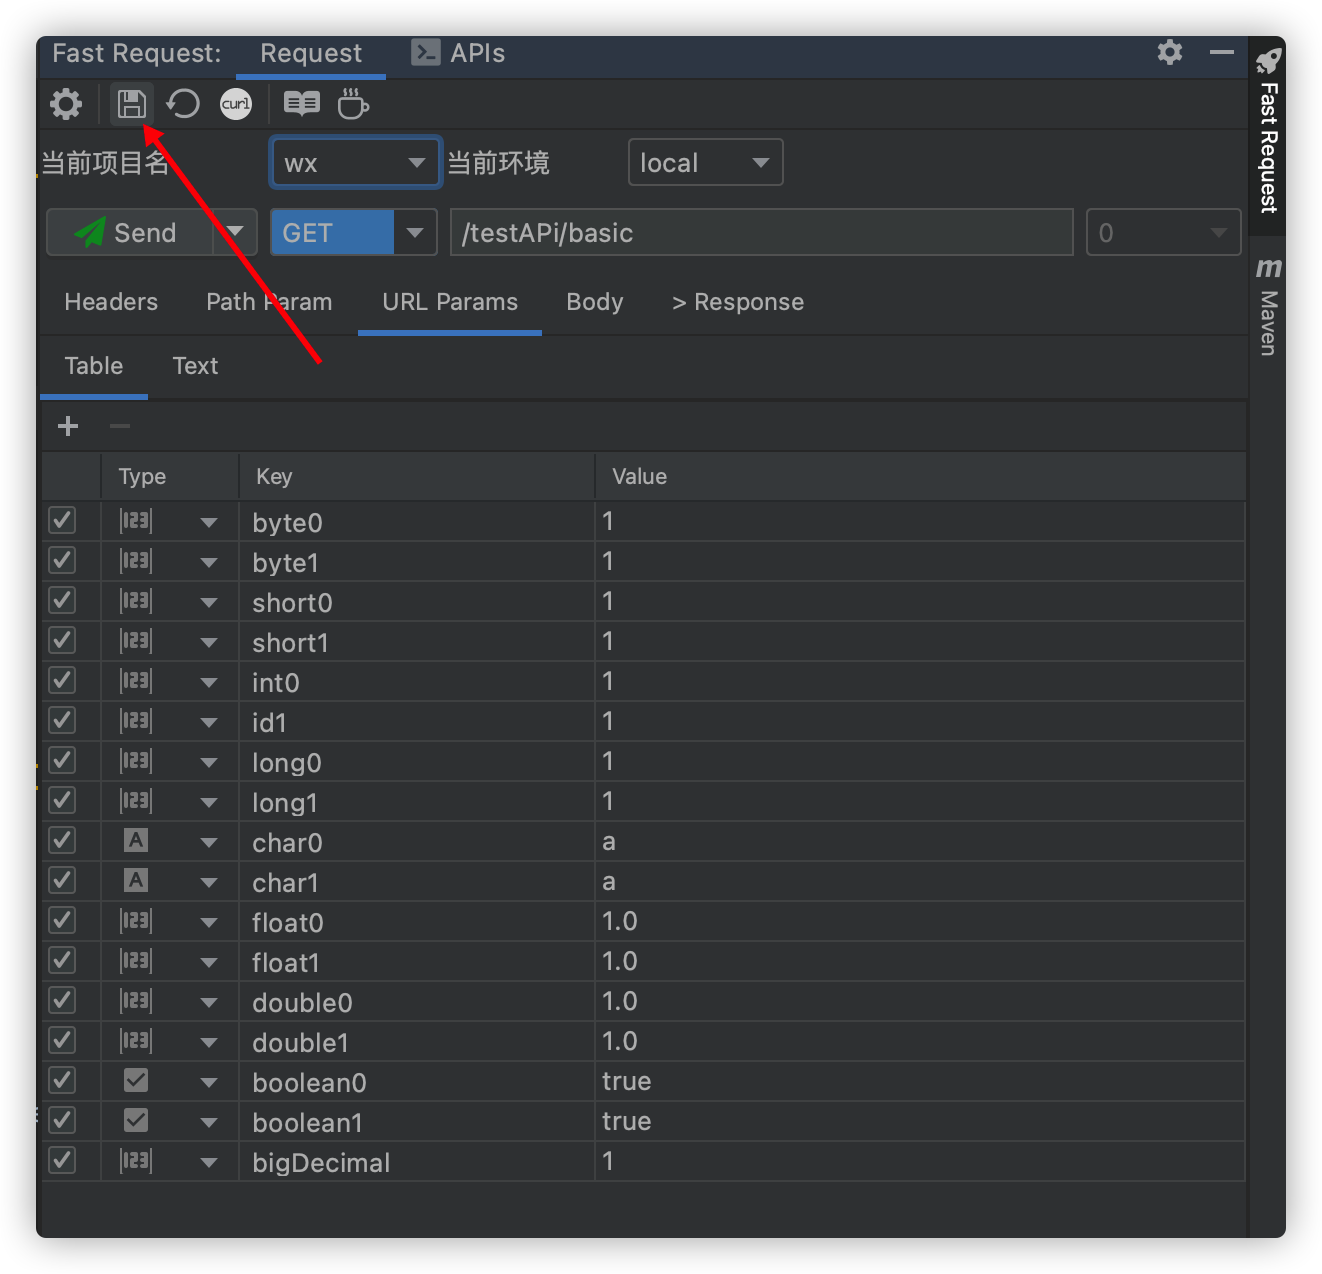 Fast Request: Request APIs
curl
当前项目名 wx 当前环境 local
Send GET /testAPi/basic 0
Headers Path Param URL Params Body > Response
Table Text
Type Key Value
123 byte0 1
123 byte1 1
123 short0 1
123 short1 1
123 int0 1
123 id1 1
123 long0 1
123 long1 1
A char0 a
A char1 a
123 float0 1.0
123 float1 1.0
123 double0 1.0
123 double1 1.0
boolean0 true
boolean1 true
123 bigDecimal 1
Fast Request
m Maven